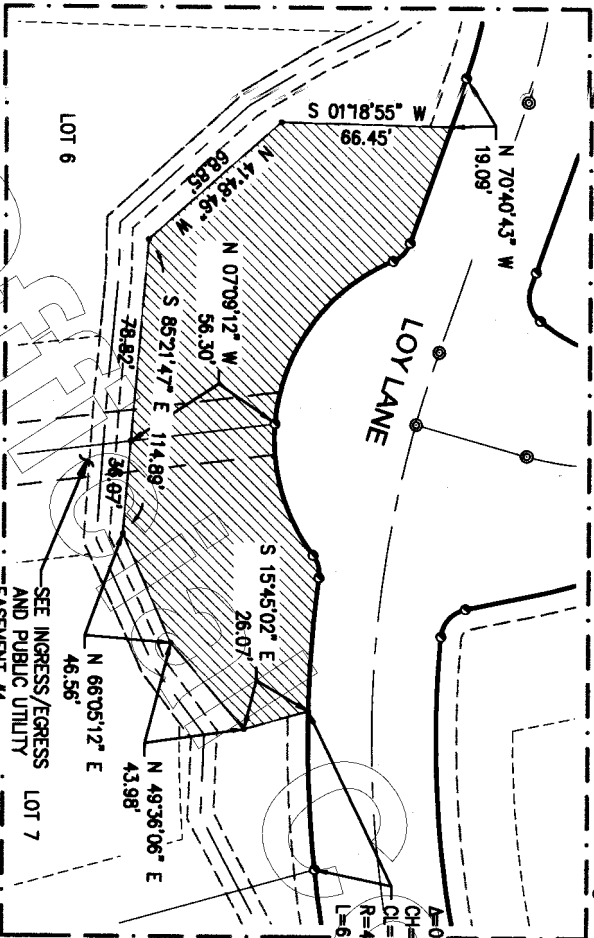 S 01°18'55" W
66.45'
N 70°40'43" W
19.09'
LOT 6
N 41°48'46" W
68.85'
N 07°09'12" W
56.30'
LOY LANE
S 85°21'47" E 114.89'
78.82'
36.07'
S 15°45'02" E
26.07'
SEE INGRESS/EGRESS
AND PUBLIC UTILITY
N 66°05'12" E
46.56'
N 49°36'06" E
43.98'
LOT 7
Δ=0
CH=
CL=
R=4
L=6